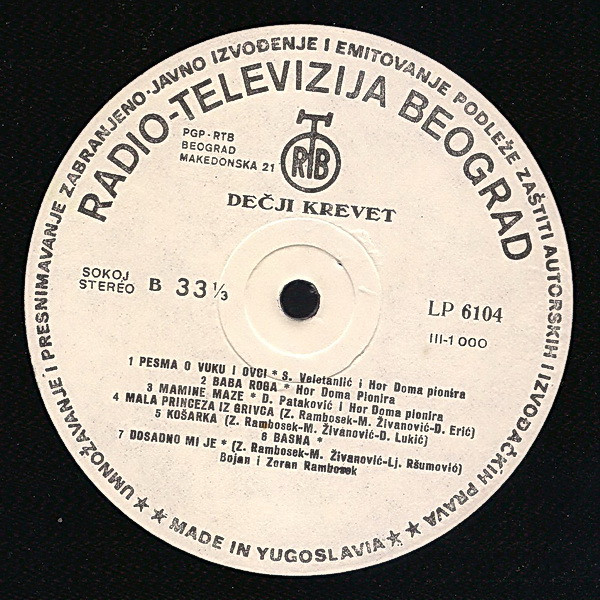 UMNOŽAVANJE I PRESNIMAVANJE ZABRANJENO-JAVNO IZVOĐENJE I EMITOVANJE PODLEŽE ZAŠTITI AUTORSKIH I IZVOĐAČKIH PRAVA
RADIO-TELEVIZIJA BEOGRAD
PGP - RTB
BEOGRAD
MAKEDONSKA 21
RTB
DEČJI KREVET
SOKOJ
STEREO
B 33 1/3
LP 6104
III-1 000
1 PESMA O VUKU I OVCI * S. Veletanlić i Hor Doma pionira
2 BABA ROGA * Hor Doma Pionira
3 MAMINE MAZE * D. Pataković i Hor Doma pionira
4 MALA PRINCEZA IZ GRIVCA (Z. Rambosek-M. Živanović-D. Erić)
5 KOŠARKA (Z. Rambosek-M. Živanović-D. Lukić)
6 BASNA *
7 DOSADNO MI JE * (Z. Rambosek-M. Živanović-Lj. Ršumović)
Bojan i Zoran Rambosek
★ ★ MADE IN YUGOSLAVIA ★ ★